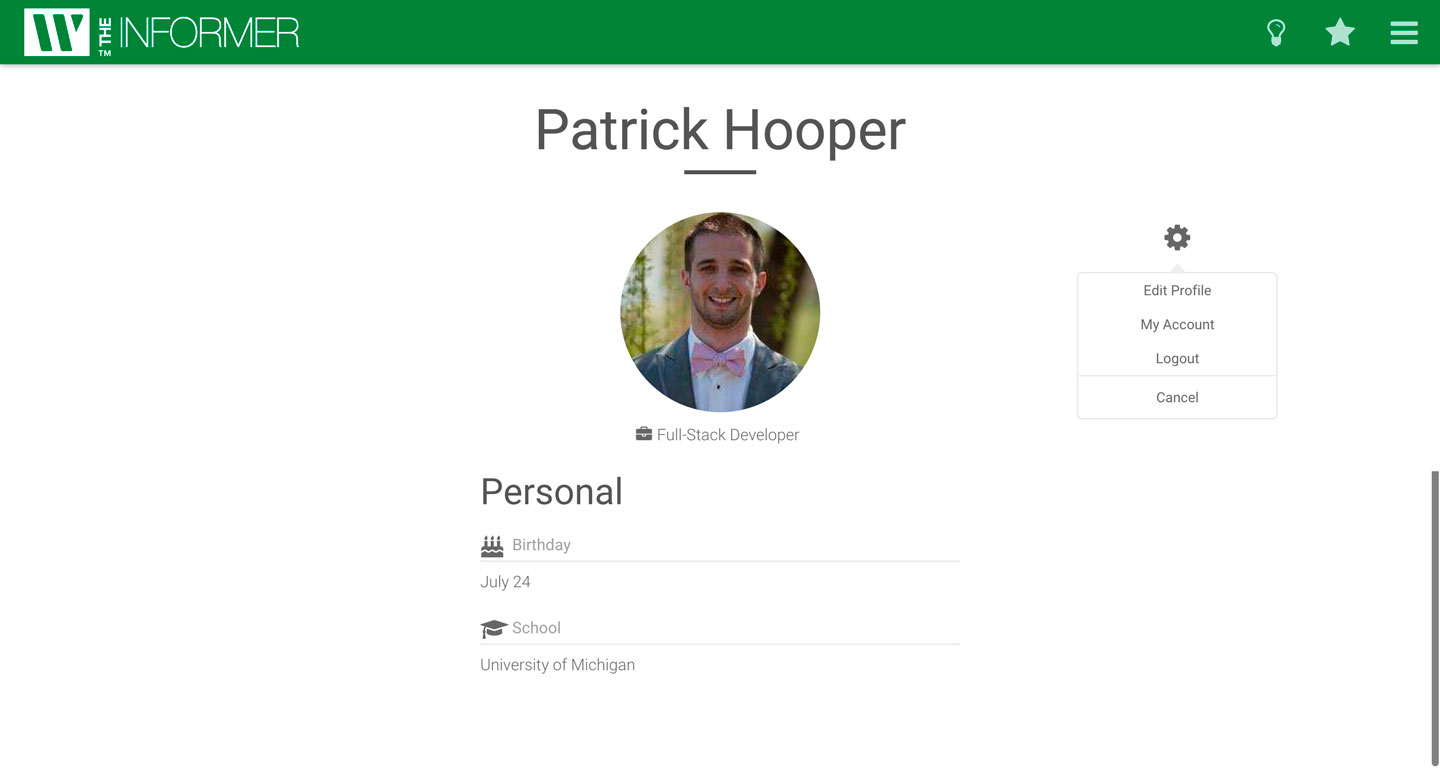 W THE INFORMER TM
Patrick Hooper
Edit Profile
My Account
Logout
Cancel
Full-Stack Developer
Personal
Birthday
July 24
School
University of Michigan